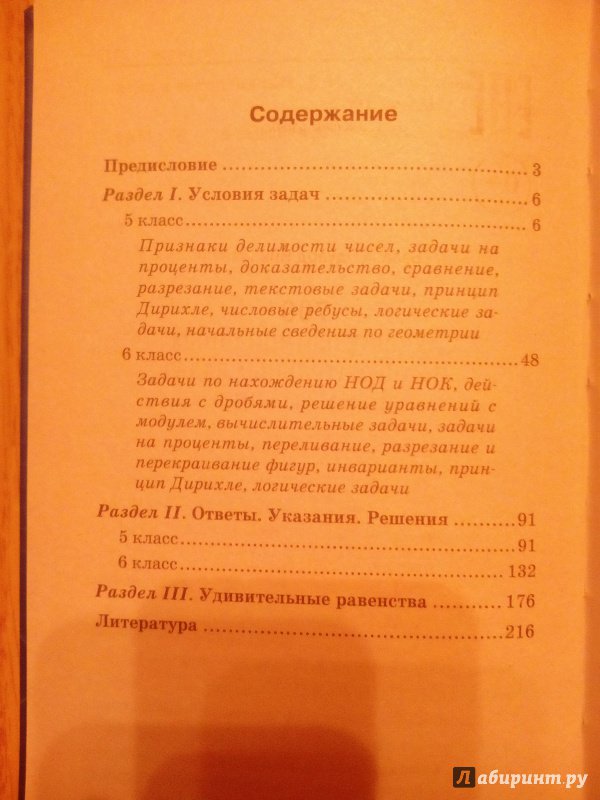 Содержание
Предисловие 3
Раздел I. Условия задач 6
5 класс 6
Признаки делимости чисел, задачи на
проценты, доказательство, сравнение,
разрезание, текстовые задачи, принцип
Дирихле, числовые ребусы, логические за-
дачи, начальные сведения по геометрии
6 класс 48
Задачи по нахождению НОД и НОК, дей-
ствия с дробями, решение уравнений с
модулем, вычислительные задачи, задачи
на проценты, переливание, разрезание и
перекраивание фигур, инварианты, прин-
цип Дирихле, логические задачи
Раздел II. Ответы. Указания. Решения 91
5 класс 91
6 класс 132
Раздел III. Удивительные равенства 176
Литература 216
Лабиринт.ру